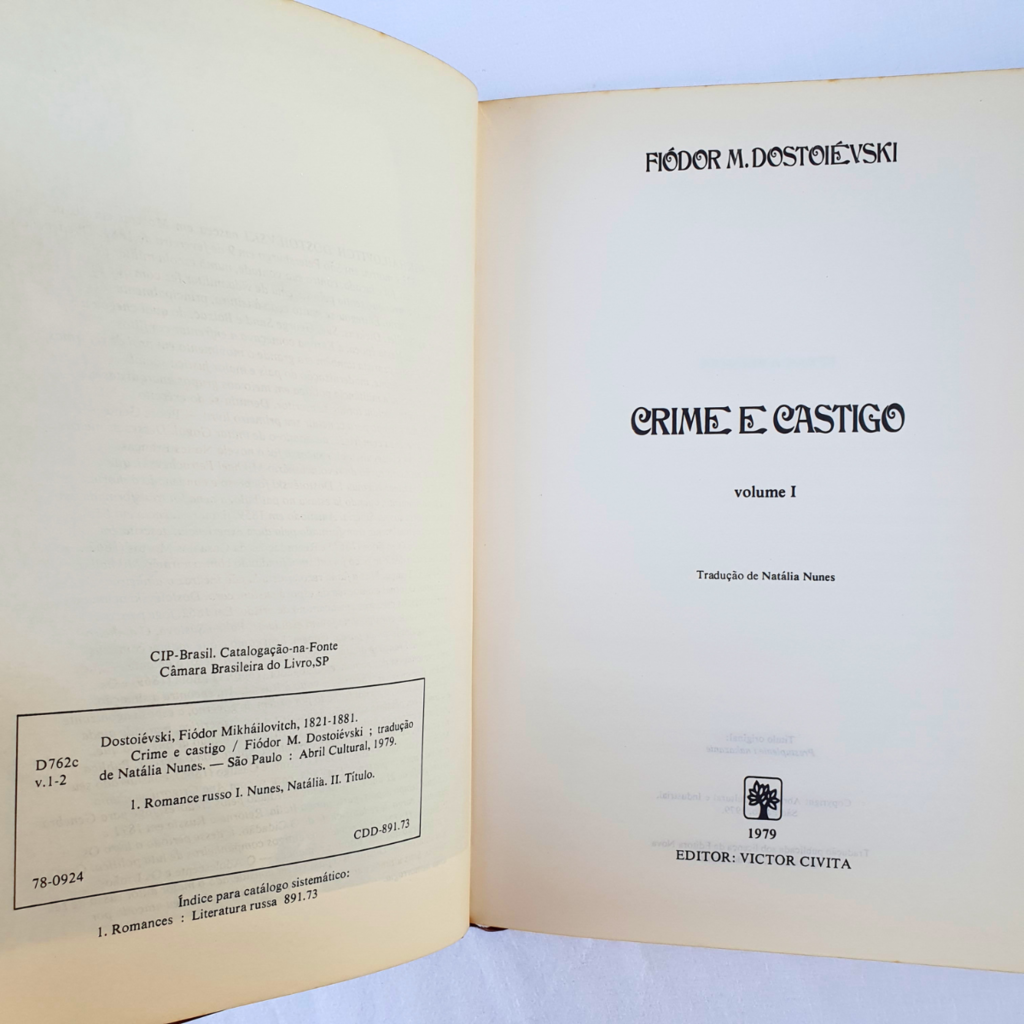 CIP-Brasil. Catalogação-na-Fonte
Câmara Brasileira do Livro,SP
Dostoiévski, Fiódor Mikháilovitch, 1821-1881.
D762c
Crime e castigo / Fiódor M. Dostoiévski ; tradução
v.1-2
de Natália Nunes. — São Paulo : Abril Cultural, 1979.
1. Romance russo I. Nunes, Natália. II. Título.
CDD-891.73
78-0924
Índice para catálogo sistemático:
1. Romances : Literatura russa 891.73
FIÓDOR M. DOSTOIÉVSKI
CRIME E CASTIGO
volume I
Tradução de Natália Nunes
1979
EDITOR: VICTOR CIVITA